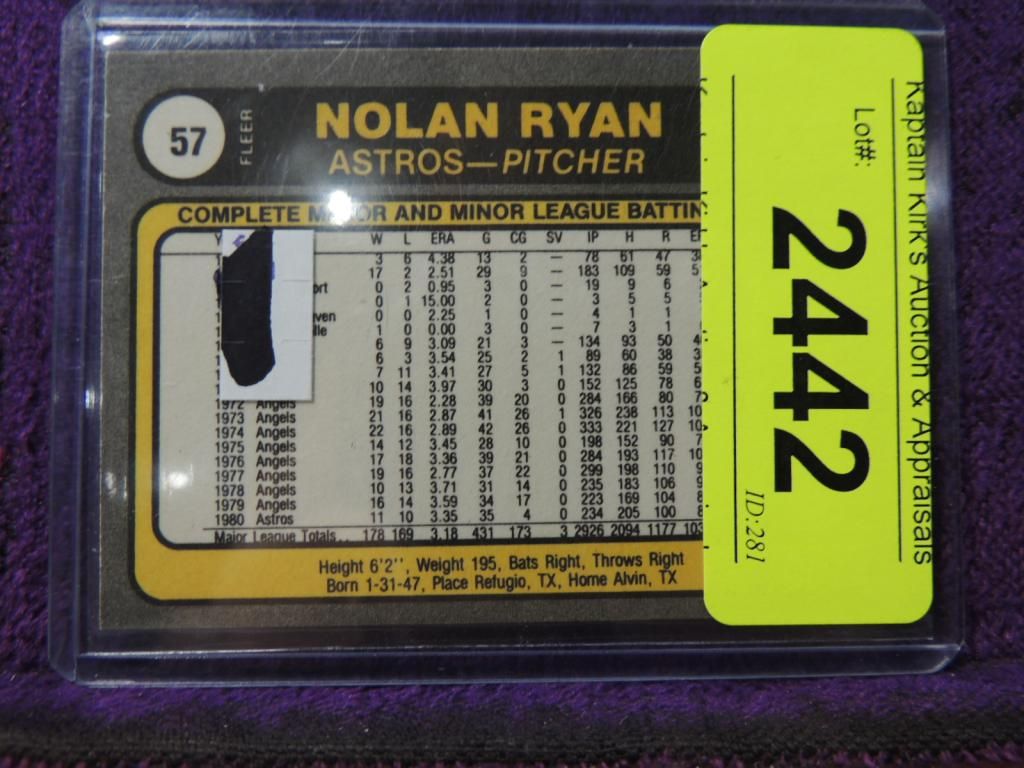 57
FLEER
NOLAN RYAN
ASTROS—PITCHER
COMPLETE M OR AND MINOR LEAGUE
W L ERA G CG SV IP H R
3 6 4.38 13 2 — 78 61 47
17 2 2.51 29 9 — 183 109 59
0 2 0.95 3 0 — 19 9 6
0 1 15.00 2 0 — 3 5 5
0 0 2.25 1 0 — 4 1 1
1 0 0.00 3 0 — 7 3 1
6 9 3.09 21 3 — 134 93 50
6 3 3.54 25 2 1 89 60 38
7 11 3.41 27 5 1 132 86 59
10 14 3.97 30 3 0 152 125 78
1972 Angels 19 16 2.28 39 20 0 284 166 80
1973 Angels 21 16 2.87 41 26 1 326 238 113
1974 Angels 22 16 2.89 42 26 0 333 221 127
1975 Angels 14 12 3.45 28 10 0 198 152 90
1976 Angels 17 18 3.36 39 21 0 284 193 117
1977 Angels 19 16 2.77 37 22 0 299 198 110
1978 Angels 10 13 3.71 31 14 0 235 183 106
1979 Angels 16 14 3.59 34 17 0 223 169 104
1980 Astros 11 10 3.35 35 4 0 234 205 100
Major League Totals.. 178 169 3.18 431 173 3 2926 2094 1177
Height 6'2'', Weight 195, Bats Right, Throws Right
Born 1-31-47, Place Refugio, TX, Home Alvin, TX
Kaptain Kirk's Auction & Appraisals
Lot#:
2442
ID:281